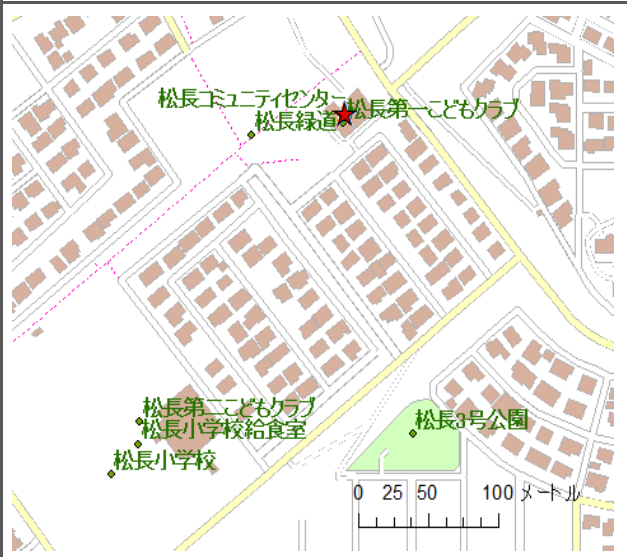 松長コミュニティセンター
松長第一こどもクラブ
松長緑道
松長第二こどもクラブ
松長小学校給食室
松長小学校
松長3号公園
0 25 50 100 メートル